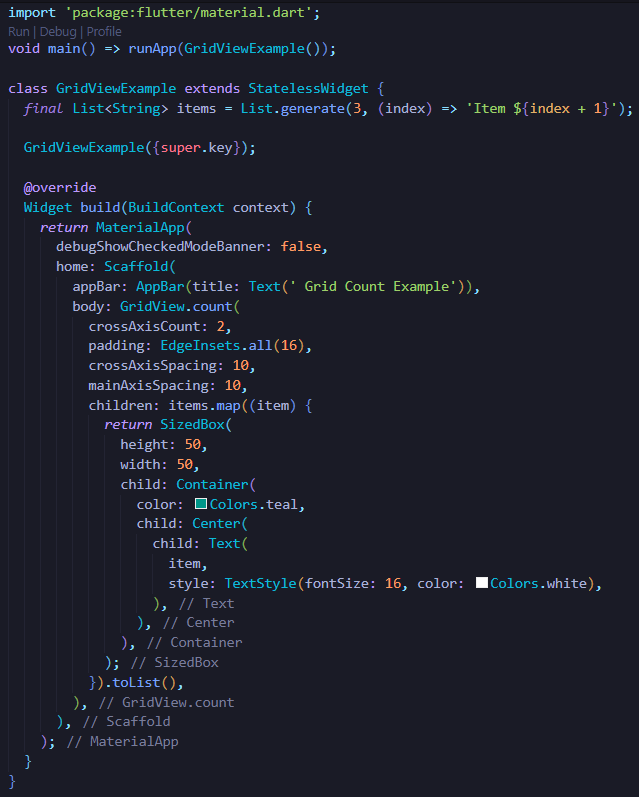 import 'package:flutter/material.dart';
Run | Debug | Profile
void main() => runApp(GridViewExample());

class GridViewExample extends StatelessWidget {
  final List<String> items = List.generate(3, (index) => 'Item ${index + 1}');

  GridViewExample({super.key});

  @override
  Widget build(BuildContext context) {
    return MaterialApp(
      debugShowCheckedModeBanner: false,
      home: Scaffold(
        appBar: AppBar(title: Text(' Grid Count Example')),
        body: GridView.count(
          crossAxisCount: 2,
          padding: EdgeInsets.all(16),
          crossAxisSpacing: 10,
          mainAxisSpacing: 10,
          children: items.map((item) {
            return SizedBox(
              height: 50,
              width: 50,
              child: Container(
                color: Colors.teal,
                child: Center(
                  child: Text(
                    item,
                    style: TextStyle(fontSize: 16, color: Colors.white),
                  ), // Text
                ), // Center
              ), // Container
            ); // SizedBox
          }).toList(),
        ), // GridView.count
      ), // Scaffold
    ); // MaterialApp
  }
}